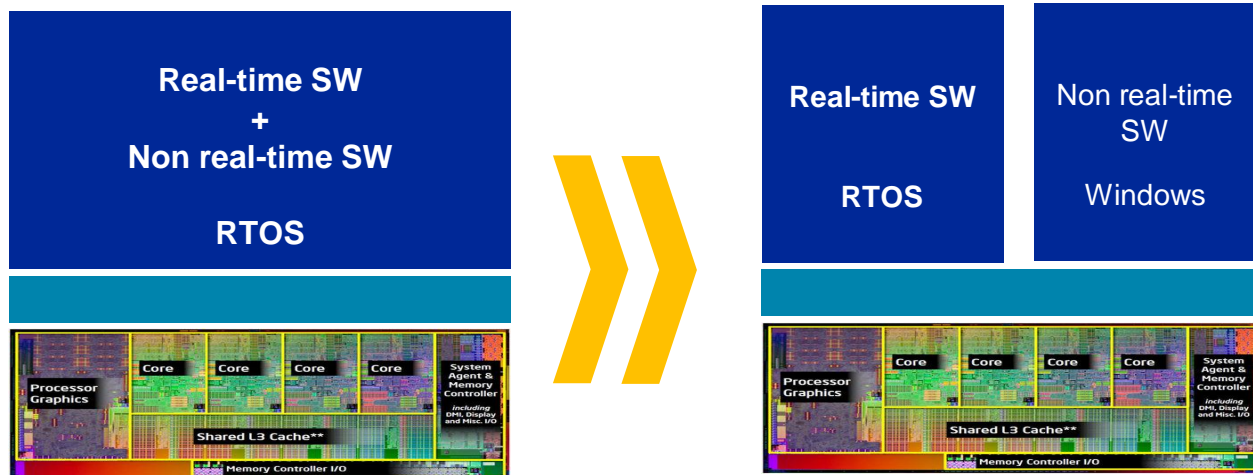 Real-time SW
+
Non real-time SW
RTOS
Processor
Graphics
Core
Core
Core
Core
System
Agent &
Memory
Controller
including
DMI, Display
and Misc. I/O
Shared L3 Cache**
Memory Controller I/O
Real-time SW
RTOS
Non real-time
SW
Windows
Processor
Graphics
Core
Core
Core
Core
System
Agent &
Memory
Controller
including
DMI, Display
and Misc. I/O
Shared L3 Cache**
Memory Controller I/O